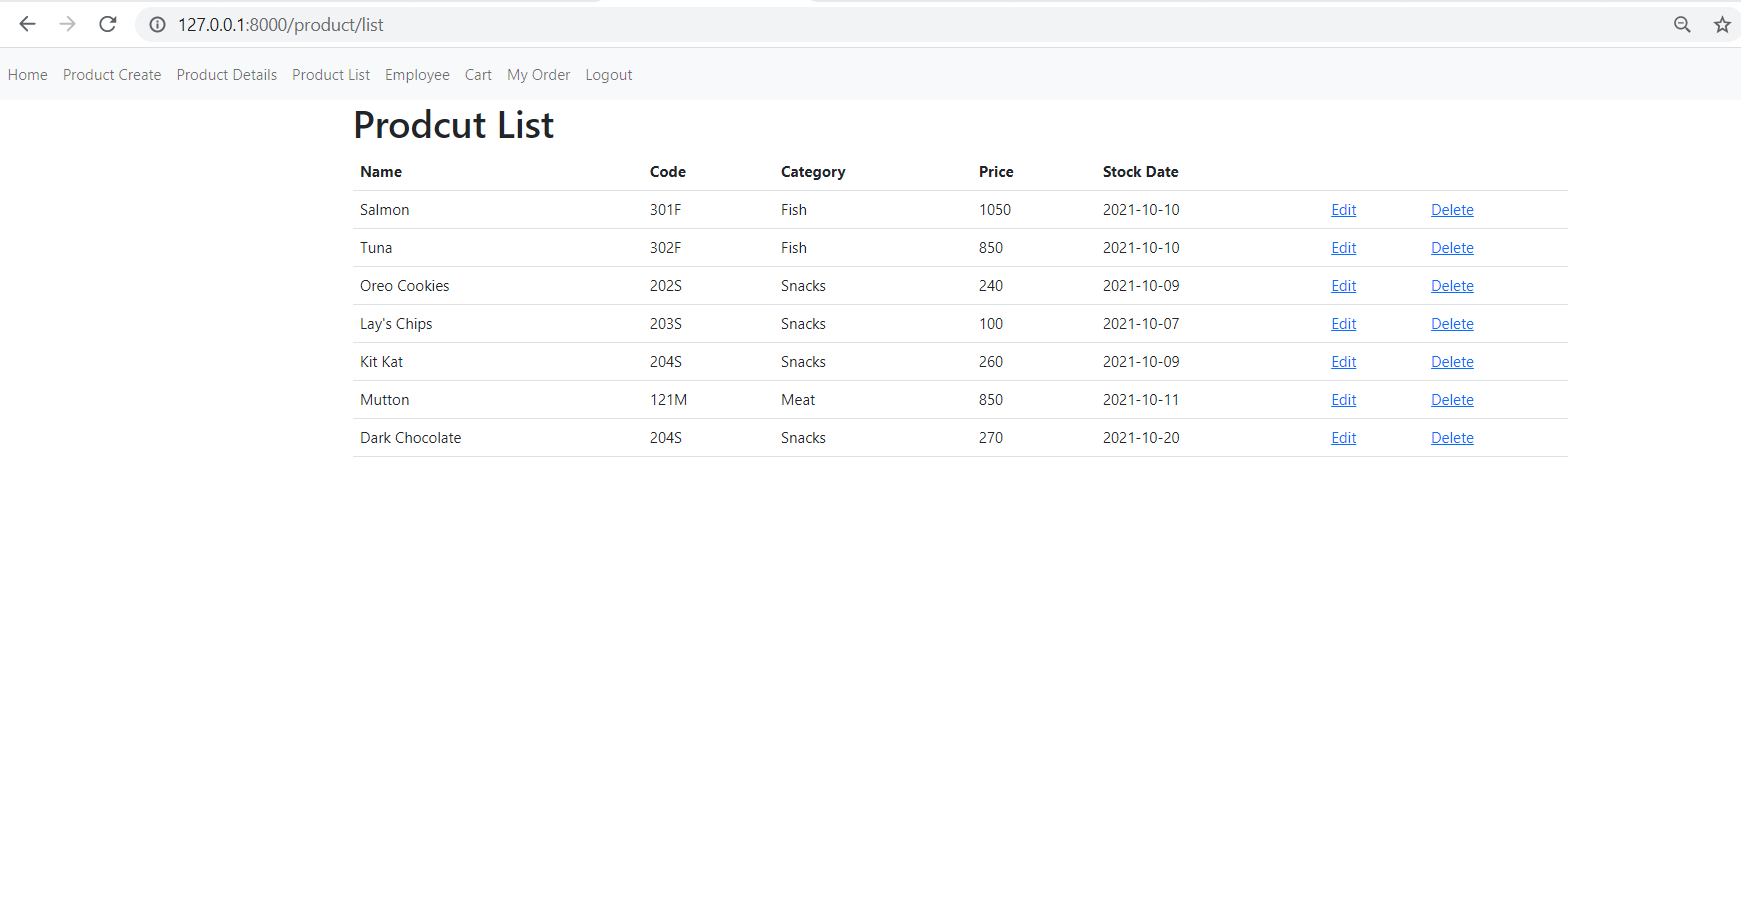 127.0.0.1:8000/product/list
Home Product Create Product Details Product List Employee Cart My Order Logout
Prodcut List
Name Code Category Price Stock Date
Salmon 301F Fish 1050 2021-10-10 Edit Delete
Tuna 302F Fish 850 2021-10-10 Edit Delete
Oreo Cookies 202S Snacks 240 2021-10-09 Edit Delete
Lay's Chips 203S Snacks 100 2021-10-07 Edit Delete
Kit Kat 204S Snacks 260 2021-10-09 Edit Delete
Mutton 121M Meat 850 2021-10-11 Edit Delete
Dark Chocolate 204S Snacks 270 2021-10-20 Edit Delete